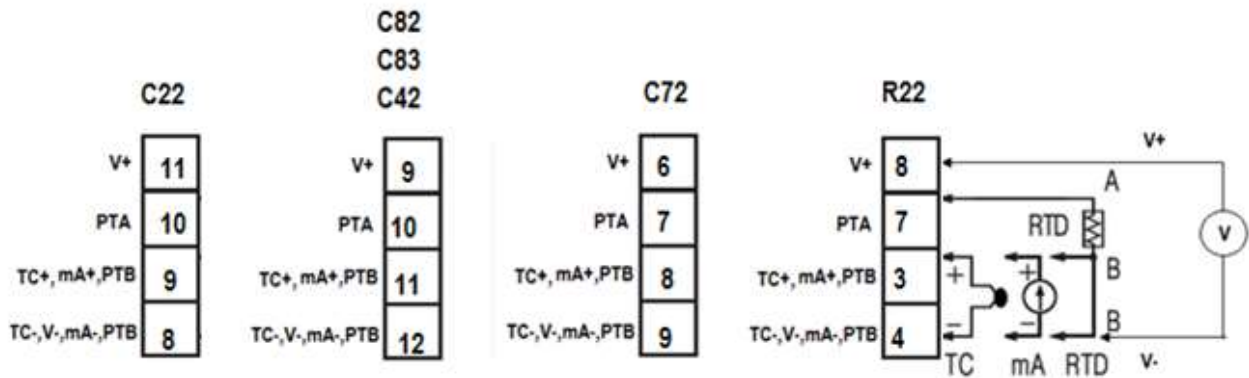 C82
C83
C22 C42 C72 R22
V+ 11 V+ 9 V+ 6 V+ 8 V+
PTA 10 PTA 10 PTA 7 PTA 7 A RTD V
TC+, mA+,PTB 9 TC+, mA+,PTB 11 TC+, mA+,PTB 8 TC+, mA+,PTB 3 + + B
TC-,V-,mA-,PTB 8 TC-,V-,mA-,PTB 12 TC-,V-,mA-,PTB 9 TC-,V-,mA-,PTB 4 − − B
TC mA RTD V-